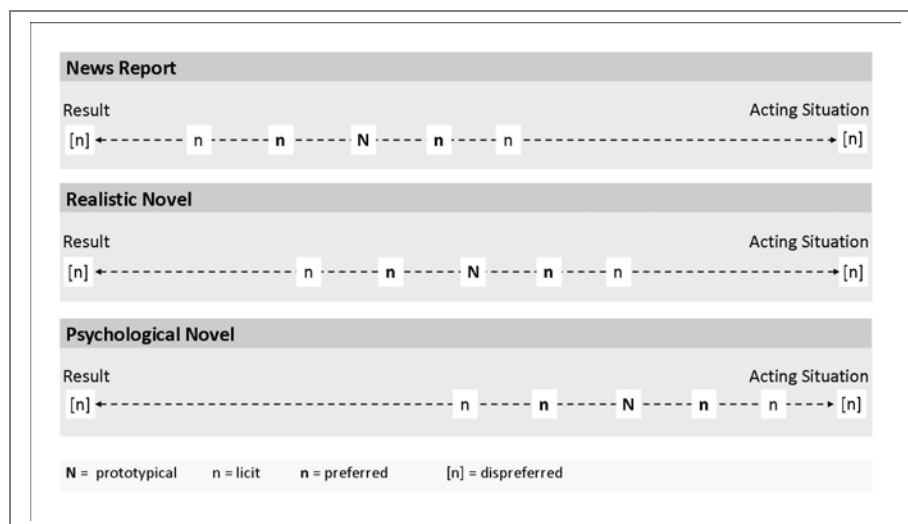 News Report
Result Acting Situation
[n] n n N n n [n]
Realistic Novel
Result Acting Situation
[n] n n N n n [n]
Psychological Novel
Result Acting Situation
[n] n n N n n [n]
N = prototypical n = licit n = preferred [n] = dispreferred